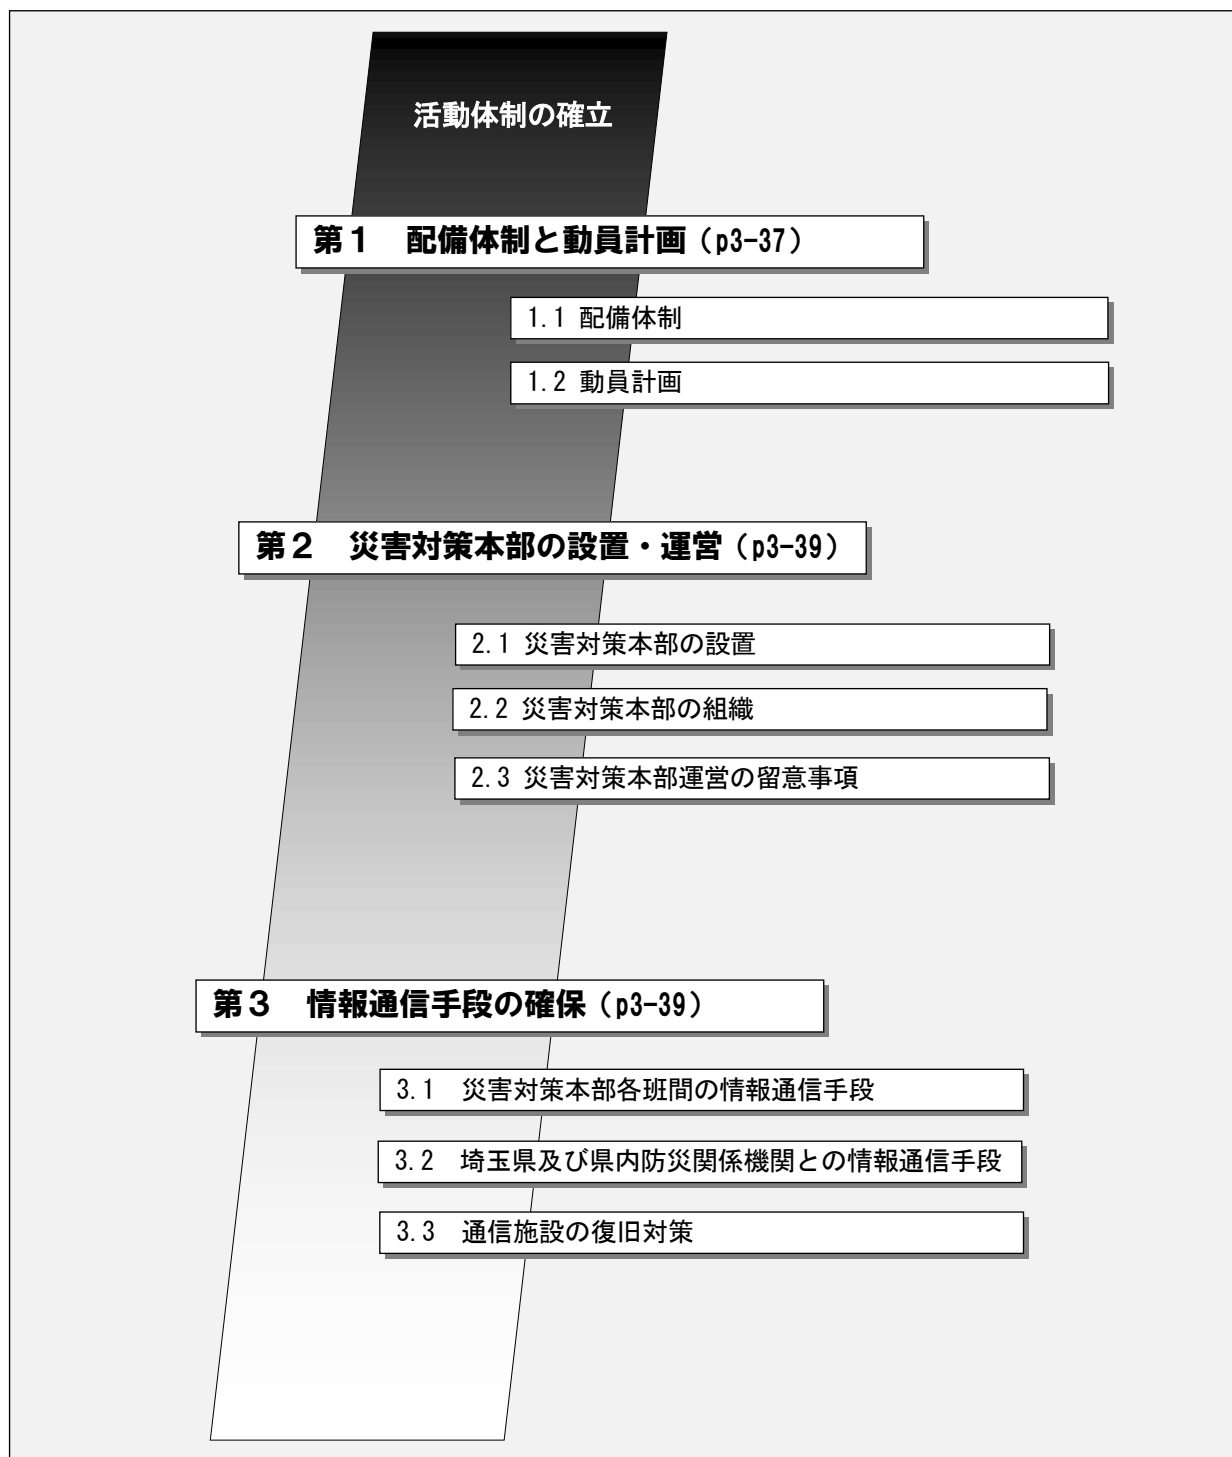 活動体制の確立
第１　配備体制と動員計画（p3-37）
1.1 配備体制
1.2 動員計画
第２　災害対策本部の設置・運営（p3-39）
2.1 災害対策本部の設置
2.2 災害対策本部の組織
2.3 災害対策本部運営の留意事項
第３　情報通信手段の確保（p3-39）
3.1　災害対策本部各班間の情報通信手段
3.2　埼玉県及び県内防災関係機関との情報通信手段
3.3　通信施設の復旧対策